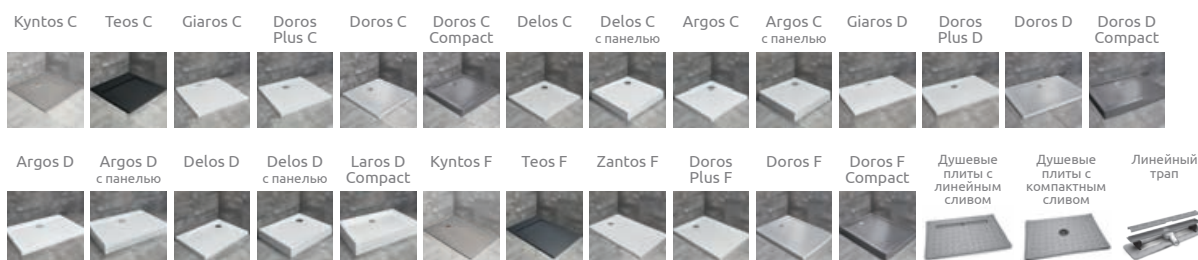 Kyntos C
Teos C
Giaros C
Doros
Plus C
Doros C
Doros C
Compact
Delos C
Delos C
с панелью
Argos C
Argos C
с панелью
Giaros D
Doros
Plus D
Doros D
Doros D
Compact
Argos D
Argos D
с панелью
Delos D
Delos D
с панелью
Laros D
Compact
Kyntos F
Teos F
Zantos F
Doros
Plus F
Doros F
Doros F
Compact
Душевые
плиты с
линейным
сливом
Душевые
плиты с
компактным
сливом
Линейный
трап